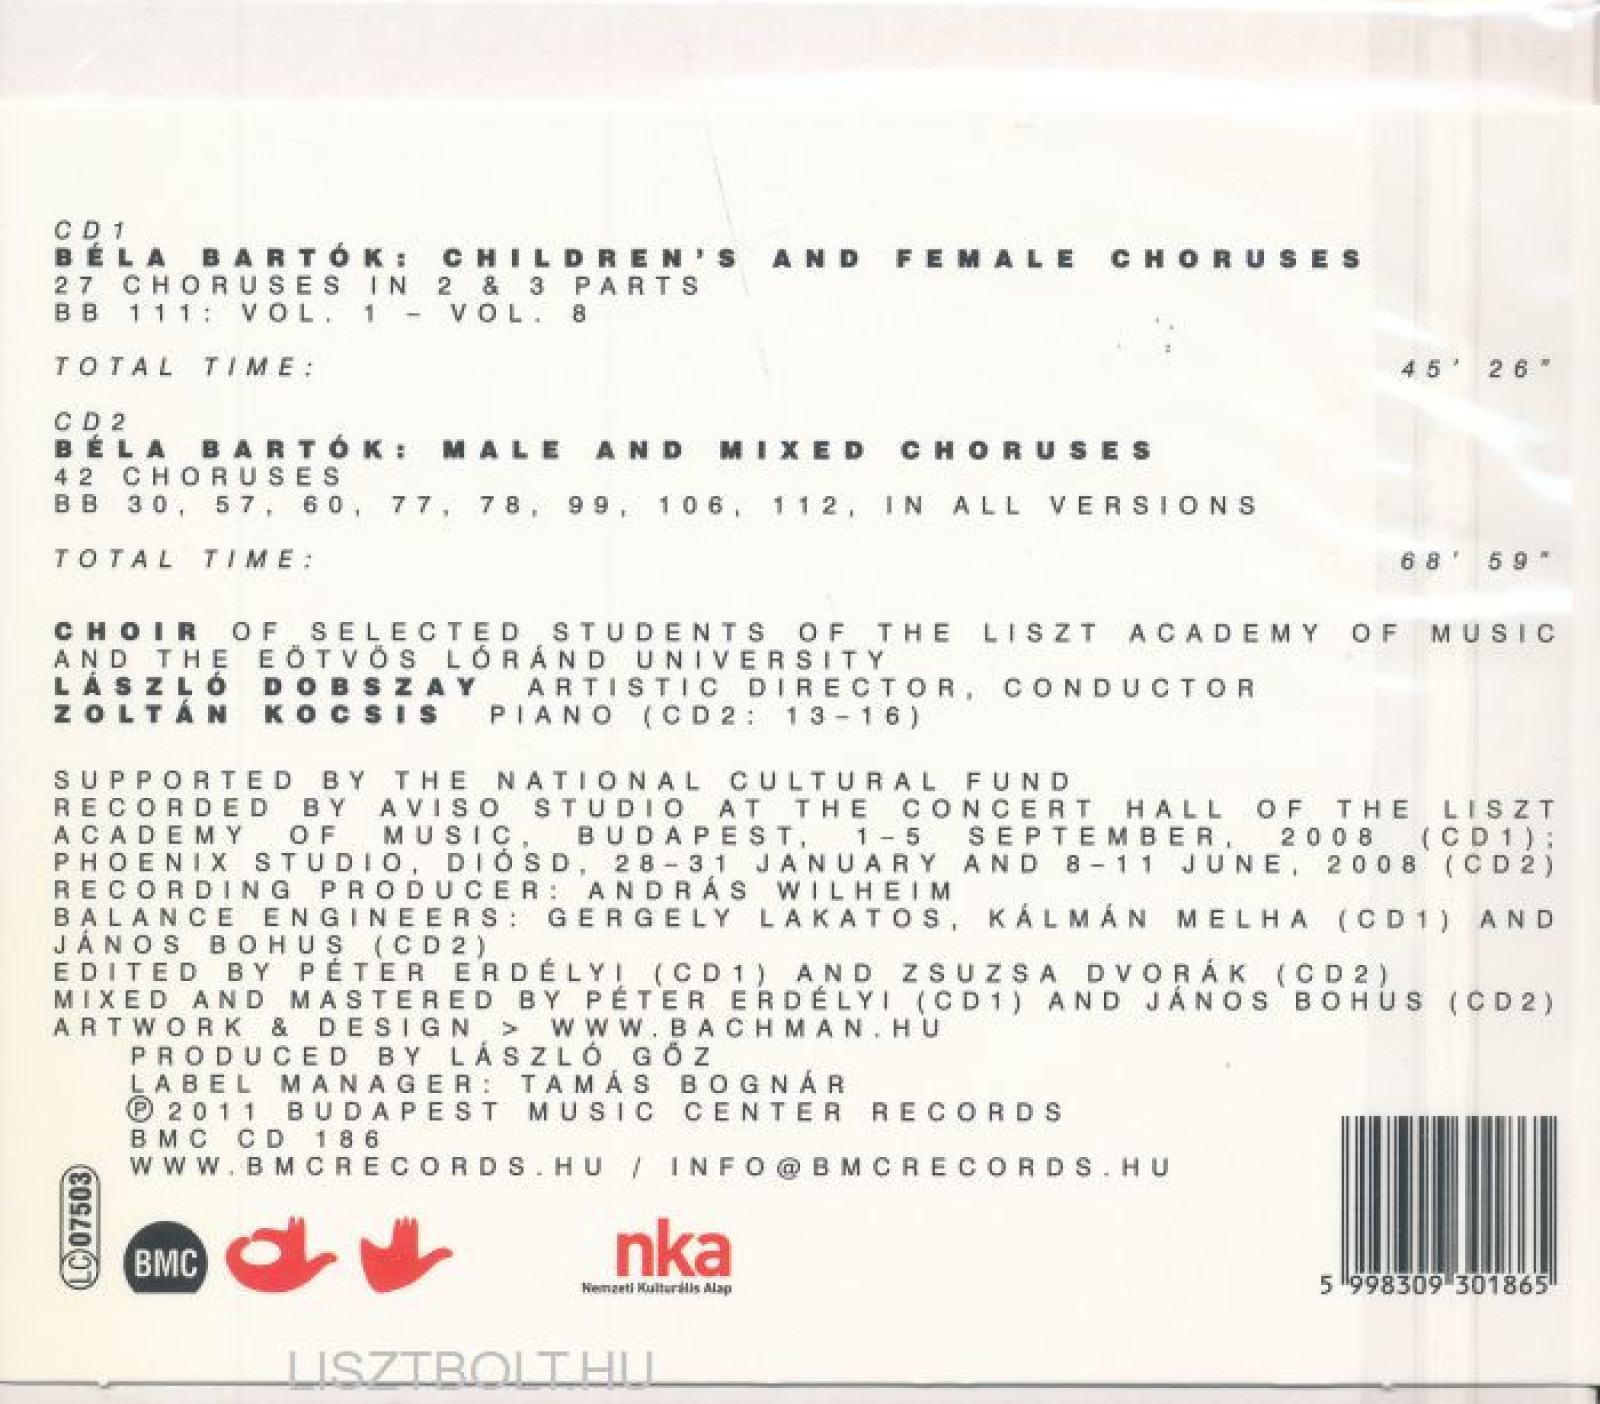 CD1
BÉLA BARTÓK: CHILDREN'S AND FEMALE CHORUSES
27 CHORUSES IN 2 & 3 PARTS
BB 111: VOL. 1 – VOL. 8
TOTAL TIME: 45' 26"
CD2
BÉLA BARTÓK: MALE AND MIXED CHORUSES
42 CHORUSES
BB 30, 57, 60, 77, 78, 99, 106, 112, IN ALL VERSIONS
TOTAL TIME: 68' 59"
CHOIR OF SELECTED STUDENTS OF THE LISZT ACADEMY OF MUSIC
AND THE EÖTVÖS LÓRÁND UNIVERSITY
LÁSZLÓ DOBSZAY ARTISTIC DIRECTOR, CONDUCTOR
ZOLTÁN KOCSIS PIANO (CD2: 13–16)
SUPPORTED BY THE NATIONAL CULTURAL FUND
RECORDED BY AVISO STUDIO AT THE CONCERT HALL OF THE LISZT
ACADEMY OF MUSIC, BUDAPEST, 1–5 SEPTEMBER, 2008 (CD1);
PHOENIX STUDIO, DIÓSD, 28–31 JANUARY AND 8–11 JUNE, 2008 (CD2)
RECORDING PRODUCER: ANDRÁS WILHEIM
BALANCE ENGINEERS: GERGELY LAKATOS, KÁLMÁN MELHA (CD1) AND
JÁNOS BOHUS (CD2)
EDITED BY PÉTER ERDÉLYI (CD1) AND ZSUZSA DVORÁK (CD2)
MIXED AND MASTERED BY PÉTER ERDÉLYI (CD1) AND JÁNOS BOHUS (CD2)
ARTWORK & DESIGN > WWW.BACHMAN.HU
PRODUCED BY LÁSZLÓ GŐZ
LABEL MANAGER: TAMÁS BOGNÁR
℗ 2011 BUDAPEST MUSIC CENTER RECORDS
BMC CD 186
WWW.BMCRECORDS.HU / INFO@BMCRECORDS.HU
LC 07503
BMC
nka
Nemzeti Kulturális Alap
5 998309 301865
LISZTBOLT.HU